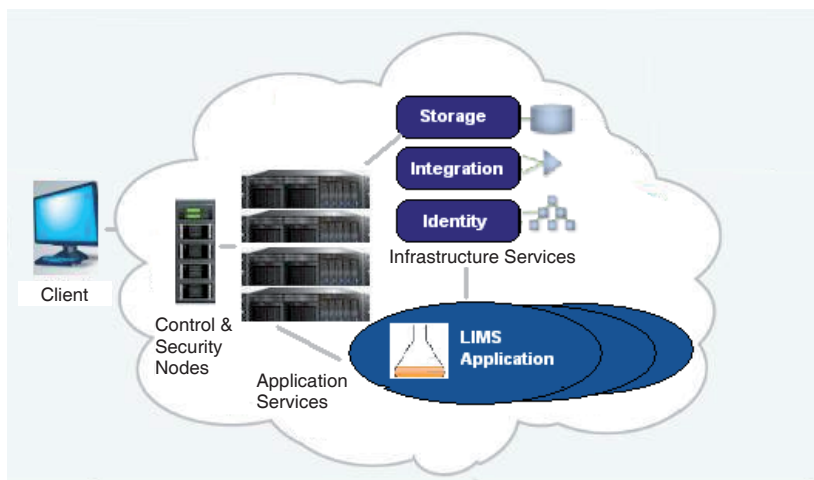 Storage
Integration
Identity
Infrastructure Services
Client
Control &
Security
Nodes
LIMS
Application
Application
Services